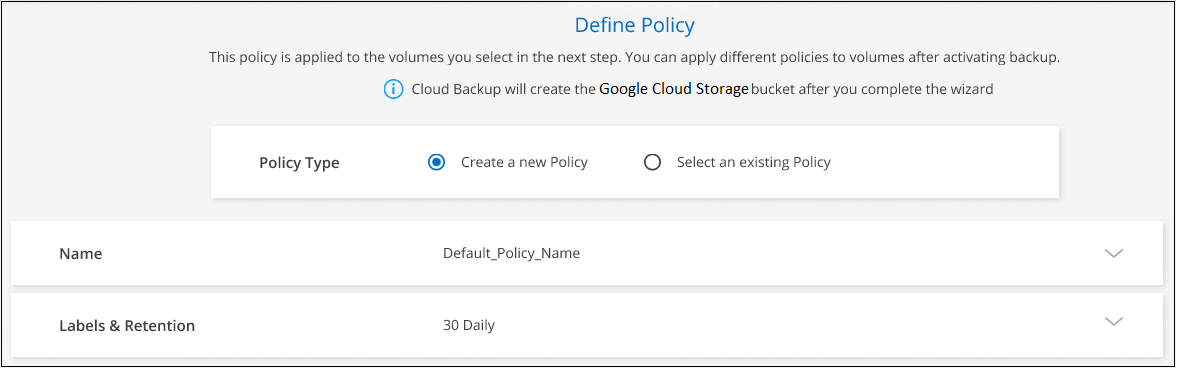 Define Policy
This policy is applied to the volumes you select in the next step. You can apply different policies to volumes after activating backup.
Cloud Backup will create the Google Cloud Storage bucket after you complete the wizard
Policy Type Create a new Policy Select an existing Policy
Name Default_Policy_Name
Labels & Retention 30 Daily